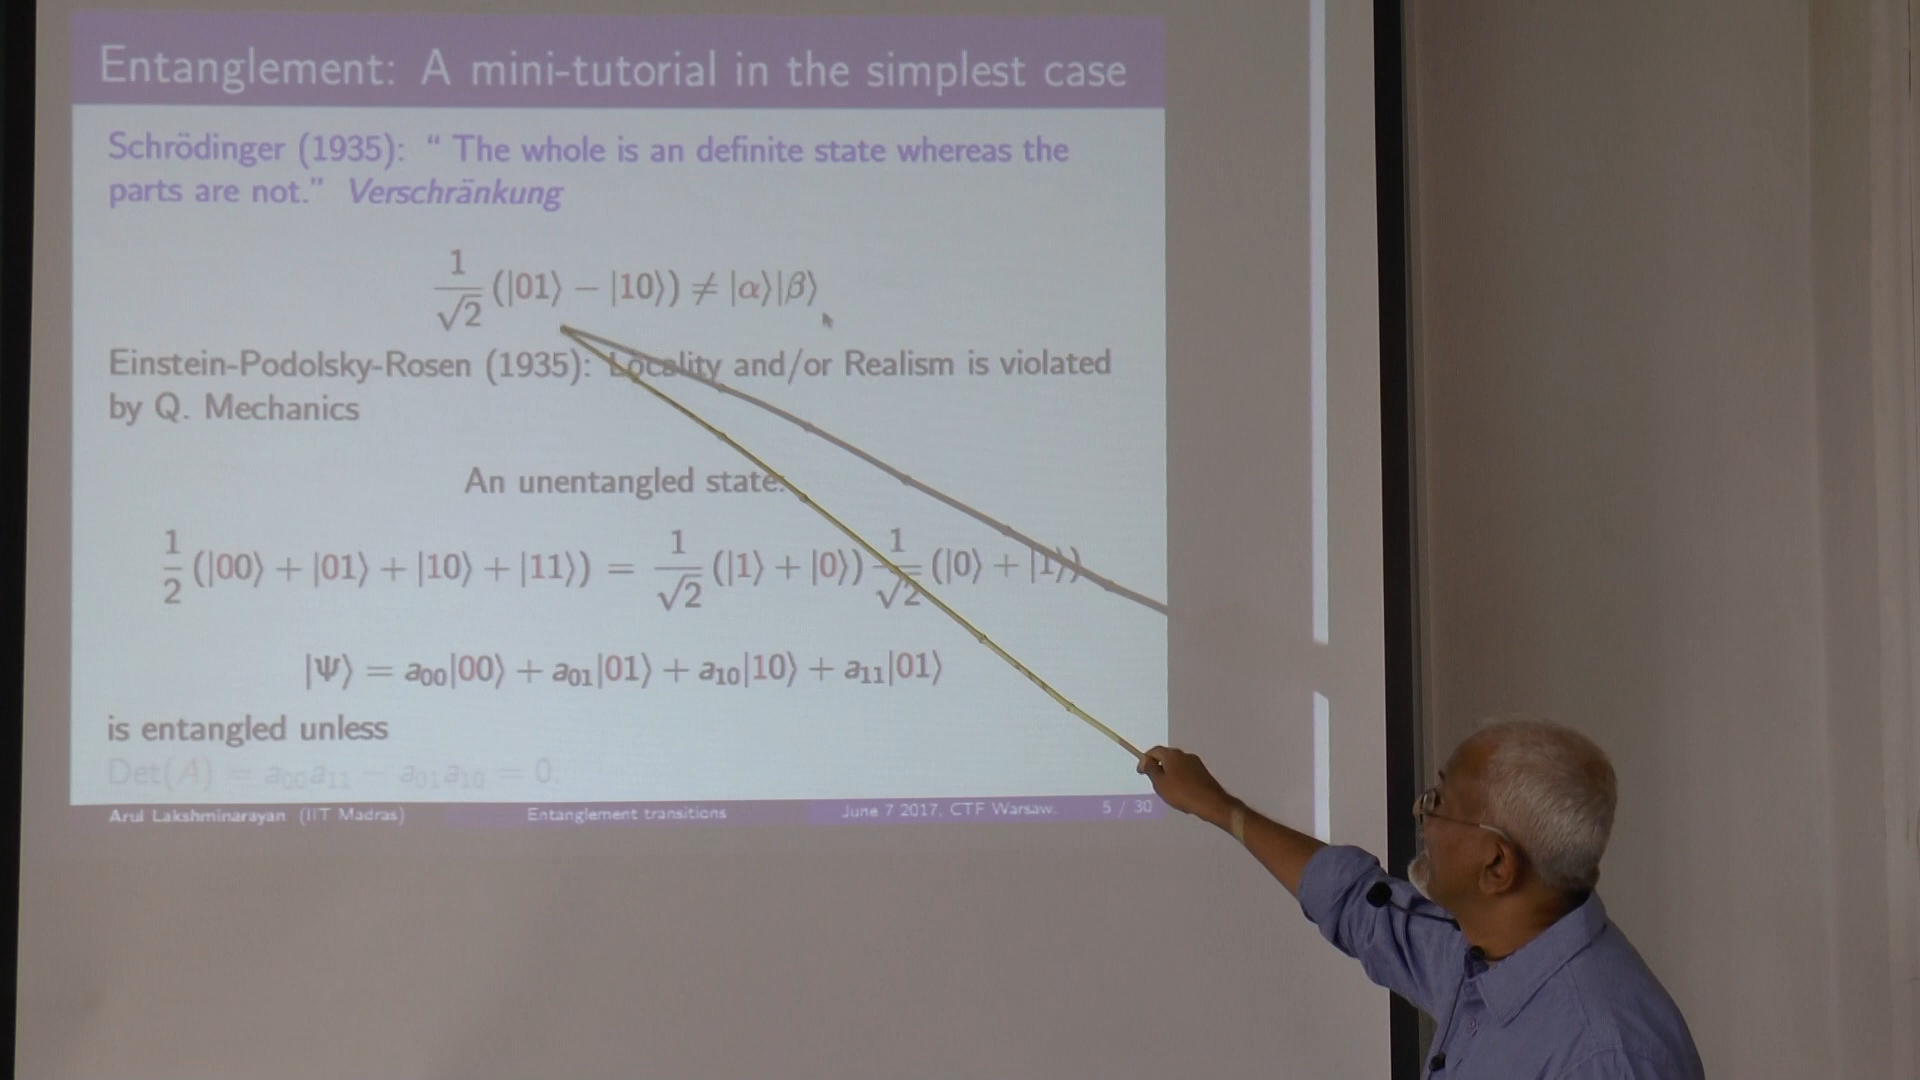 Entanglement: A mini-tutorial in the simplest case
Schrödinger (1935): “ The whole is an definite state whereas the
parts are not.” Verschränkung
1/√2 (|01⟩ − |10⟩) ≠ |α⟩|β⟩
Einstein-Podolsky-Rosen (1935): Locality and/or Realism is violated
by Q. Mechanics
An unentangled state:
1/2 (|00⟩ + |01⟩ + |10⟩ + |11⟩) = 1/√2 (|1⟩ + |0⟩) 1/√2 (|0⟩ + |1⟩)
|Ψ⟩ = a₀₀|00⟩ + a₀₁|01⟩ + a₁₀|10⟩ + a₁₁|01⟩
is entangled unless
Det(A) = a₀₀a₁₁ − a₀₁a₁₀ = 0.
Arul Lakshminarayan (IIT Madras) Entanglement transitions June 7 2017, CTF Warsaw. 5 / 30